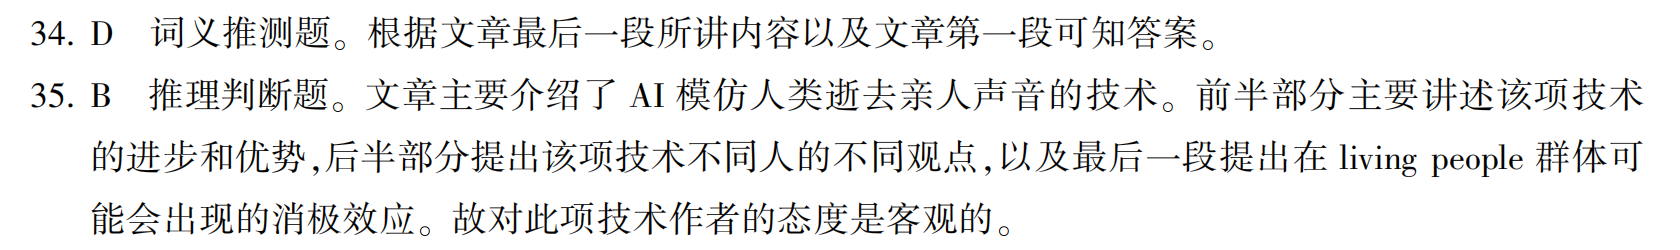 34. D　词义推测题。根据文章最后一段所讲内容以及文章第一段可知答案。
35. B　推理判断题。文章主要介绍了 AI 模仿人类逝去亲人声音的技术。前半部分主要讲述该项技术
的进步和优势,后半部分提出该项技术不同人的不同观点,以及最后一段提出在 living people 群体可
能会出现的消极效应。故对此项技术作者的态度是客观的。